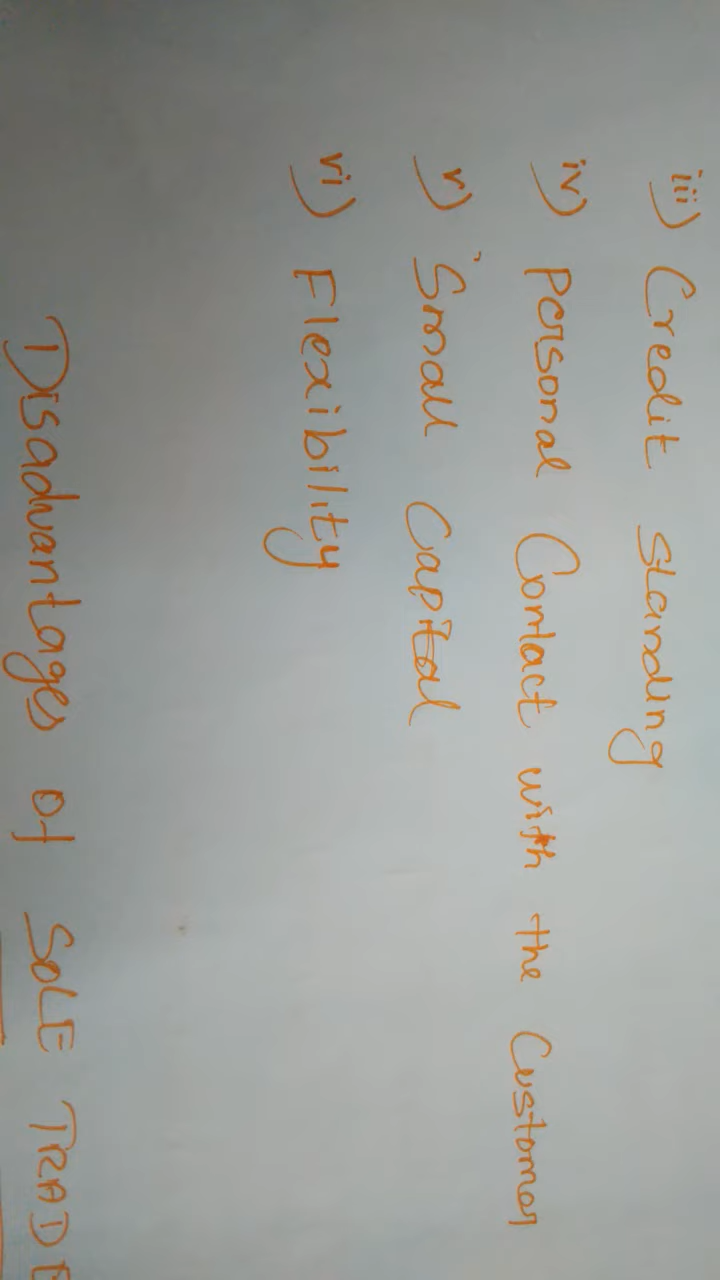 iii) Credit Standing
iv) Personal Contact with the Customer
v) Small Capital
vi) Flexibility
Disadvantages of SOLE TRADE